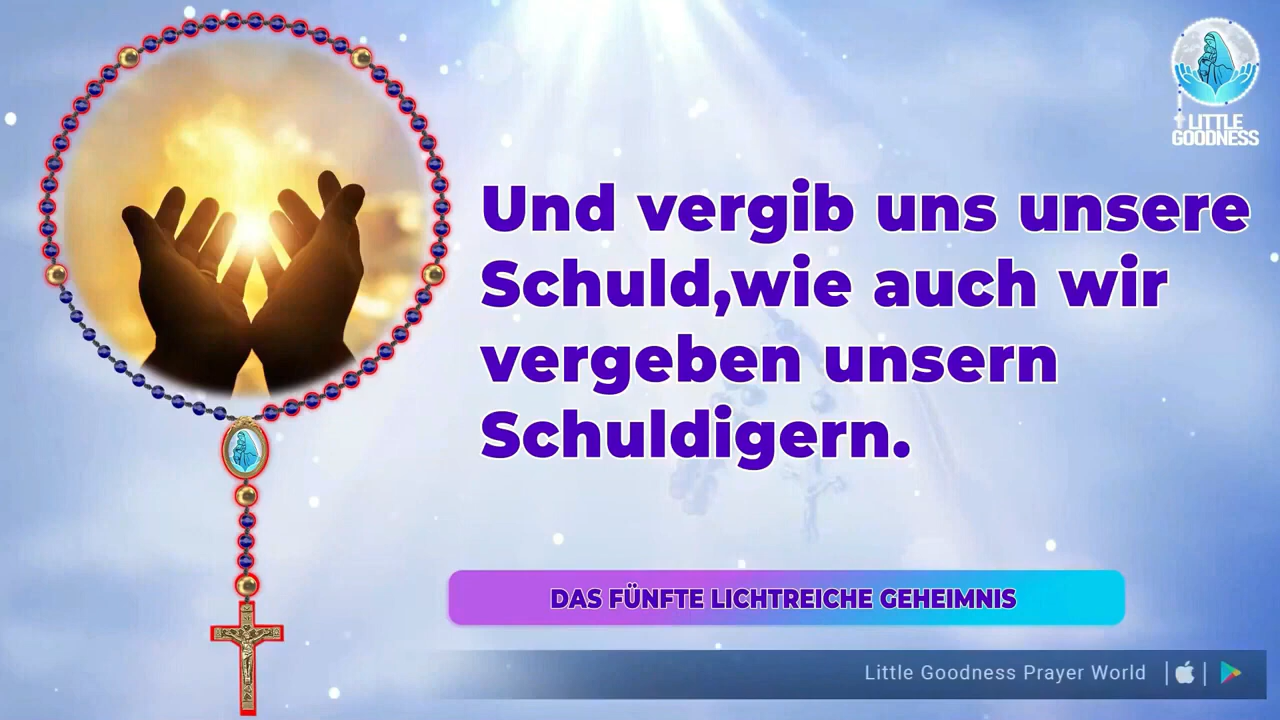 LITTLE
GOODNESS
Und vergib uns unsere
Schuld,wie auch wir
vergeben unsern
Schuldigern.
DAS FÜNFTE LICHTREICHE GEHEIMNIS
Little Goodness Prayer World